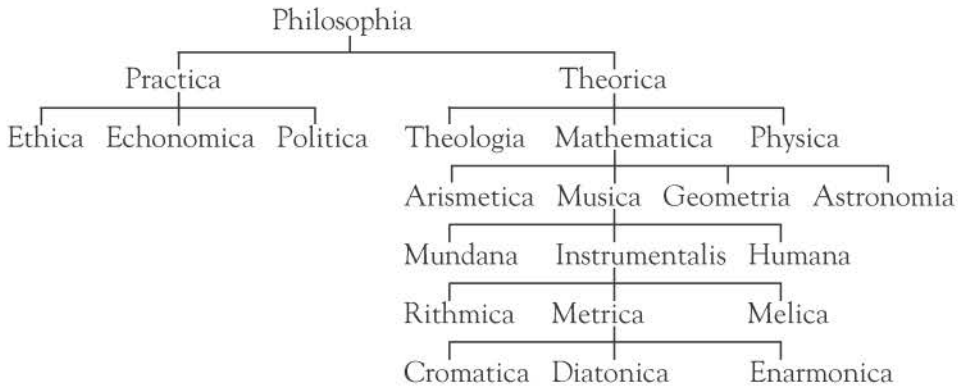 Philosophia
Practica Theorica
Ethica Echonomica Politica Theologia Mathematica Physica
Arismetica Musica Geometria Astronomia
Mundana Instrumentalis Humana
Rithmica Metrica Melica
Cromatica Diatonica Enarmonica